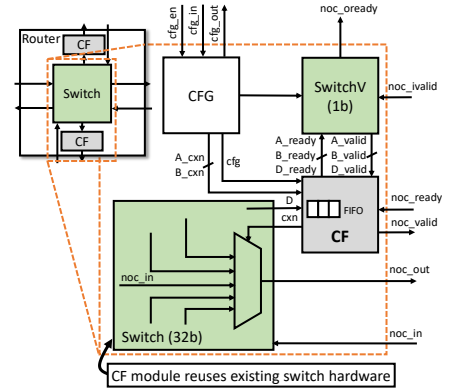 Router
CF
Switch
CF
cfg_en
cfg_in
cfg_out
noc_oready
CFG
SwitchV
(1b)
noc_ivalid
A_cxn
B_cxn
cfg
A_ready
B_ready
D_ready
A_valid
B_valid
D_valid
D
cxn
FIFO
CF
noc_ready
noc_valid
noc_in
noc_out
Switch (32b)
noc_in
CF module reuses existing switch hardware